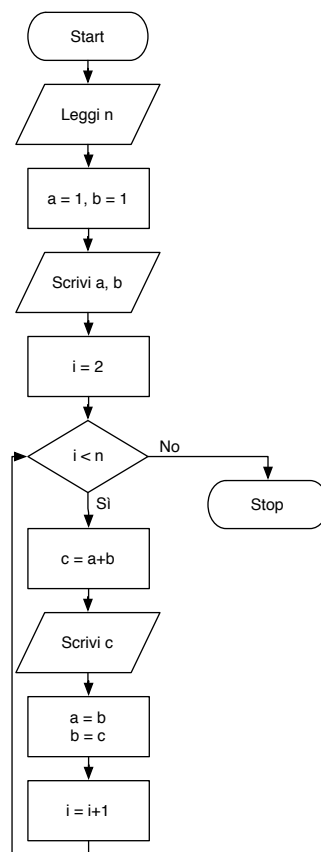 Start
Leggi n
a = 1, b = 1
Scrivi a, b
i = 2
i < n
No
Stop
Sì
c = a+b
Scrivi c
a = b
b = c
i = i+1